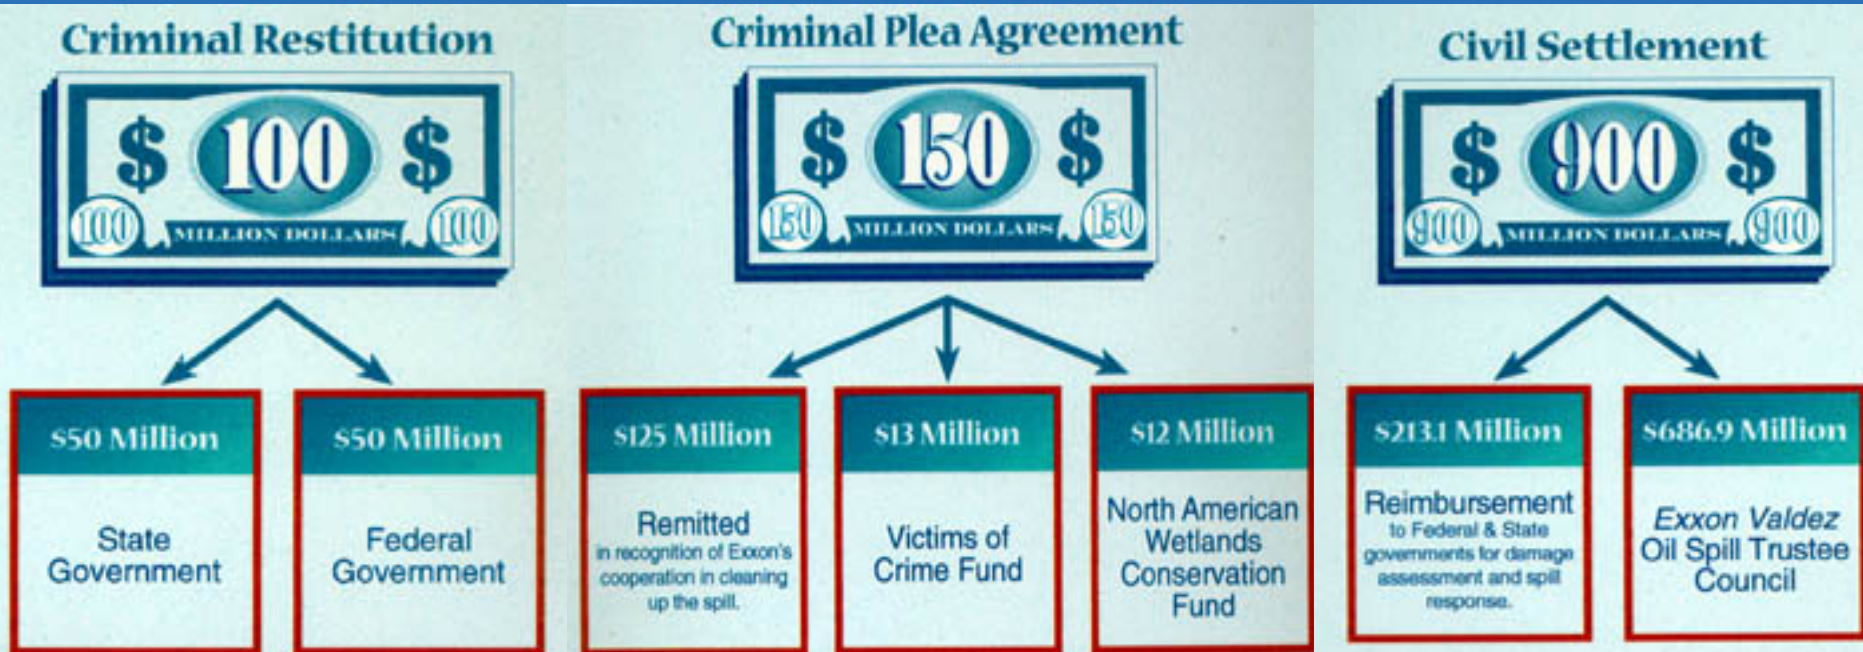 Criminal Restitution
$ 100 $
100 MILLION DOLLARS 100
$50 Million
State
Government
$50 Million
Federal
Government
Criminal Plea Agreement
$ 150 $
150 MILLION DOLLARS 150
$125 Million
Remitted
in recognition of Exxon's
cooperation in cleaning
up the spill.
$13 Million
Victims of
Crime Fund
$12 Million
North American
Wetlands
Conservation
Fund
Civil Settlement
$ 900 $
900 MILLION DOLLARS 900
$213.1 Million
Reimbursement
to Federal & State
governments for damage
assessment and spill
response.
$686.9 Million
Exxon Valdez
Oil Spill Trustee
Council